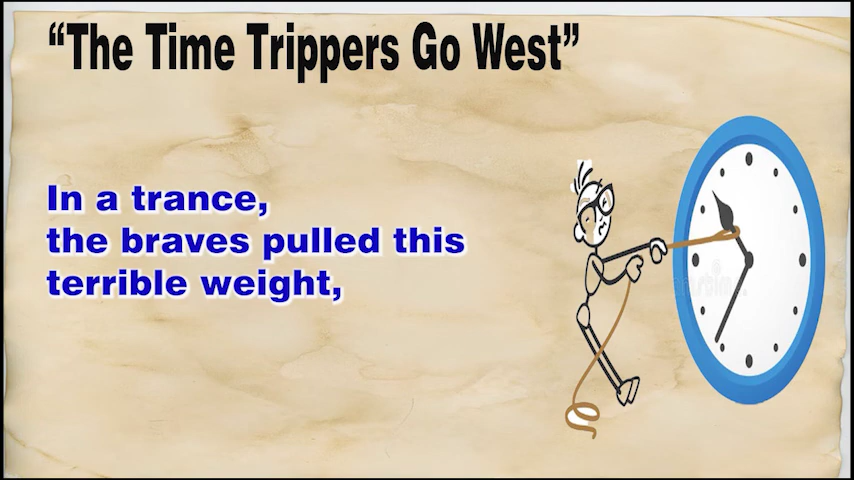 “The Time Trippers Go West”
In a trance,
the braves pulled this
terrible weight,